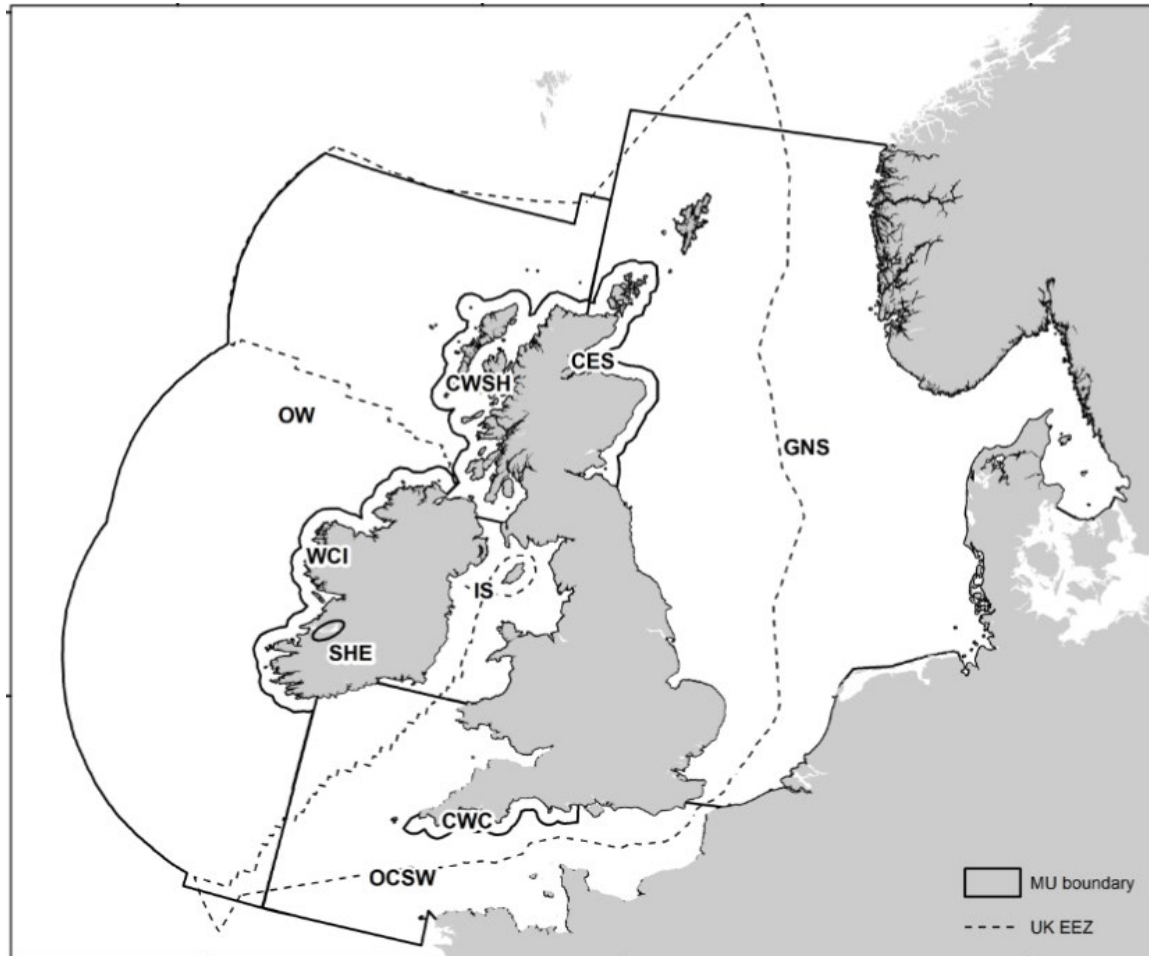 CES
CWSH
OW
GNS
WCI
IS
SHE
CWC
OCSW
MU boundary
UK EEZ